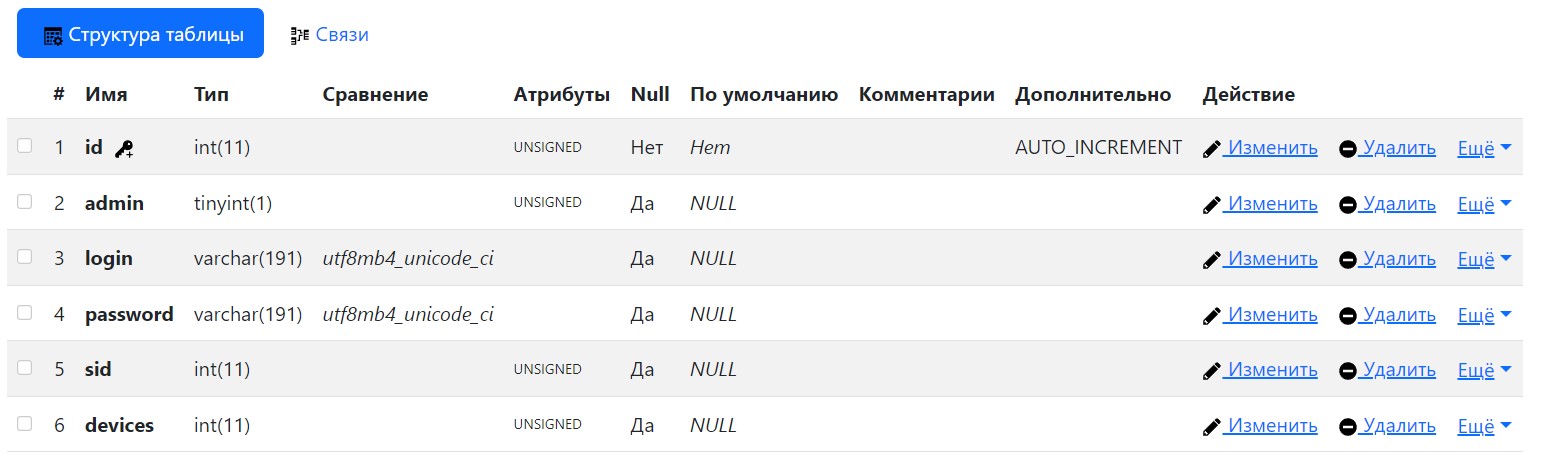 Структура таблицы Связи
# Имя Тип Сравнение Атрибуты Null По умолчанию Комментарии Дополнительно Действие
1 id int(11) UNSIGNED Нет Нет AUTO_INCREMENT Изменить Удалить Ещё
2 admin tinyint(1) UNSIGNED Да NULL Изменить Удалить Ещё
3 login varchar(191) utf8mb4_unicode_ci Да NULL Изменить Удалить Ещё
4 password varchar(191) utf8mb4_unicode_ci Да NULL Изменить Удалить Ещё
5 sid int(11) UNSIGNED Да NULL Изменить Удалить Ещё
6 devices int(11) UNSIGNED Да NULL Изменить Удалить Ещё